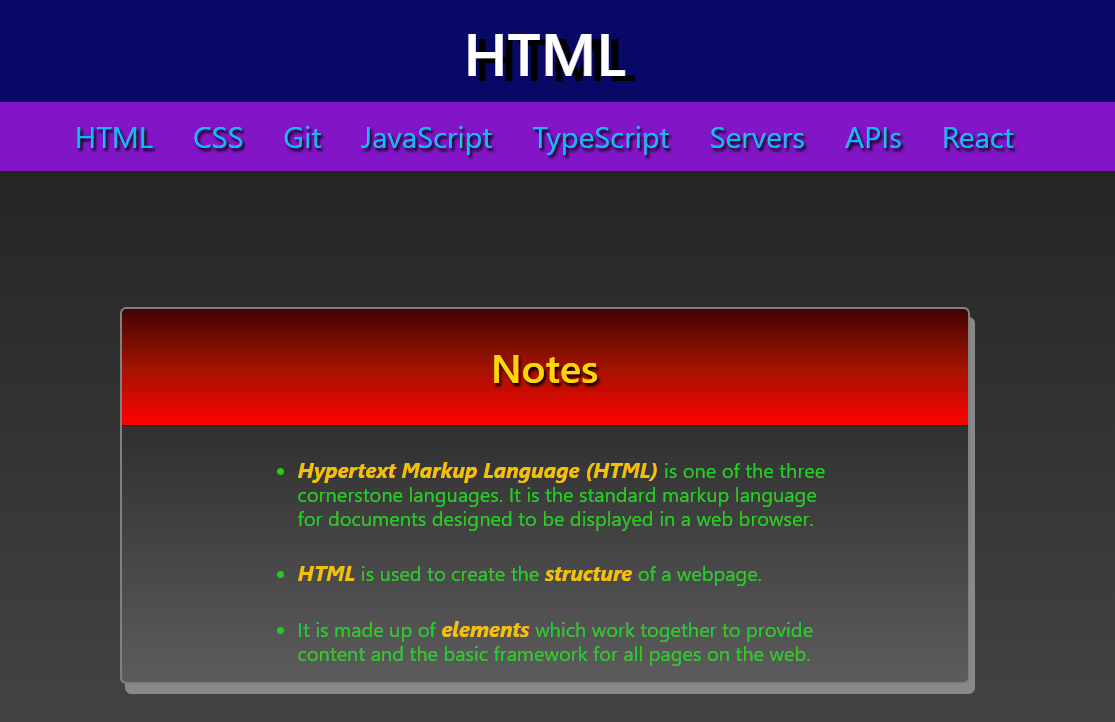 HTML
HTML CSS Git JavaScript TypeScript Servers APIs React
Notes
• Hypertext Markup Language (HTML) is one of the three
cornerstone languages. It is the standard markup language
for documents designed to be displayed in a web browser.
• HTML is used to create the structure of a webpage.
• It is made up of elements which work together to provide
content and the basic framework for all pages on the web.